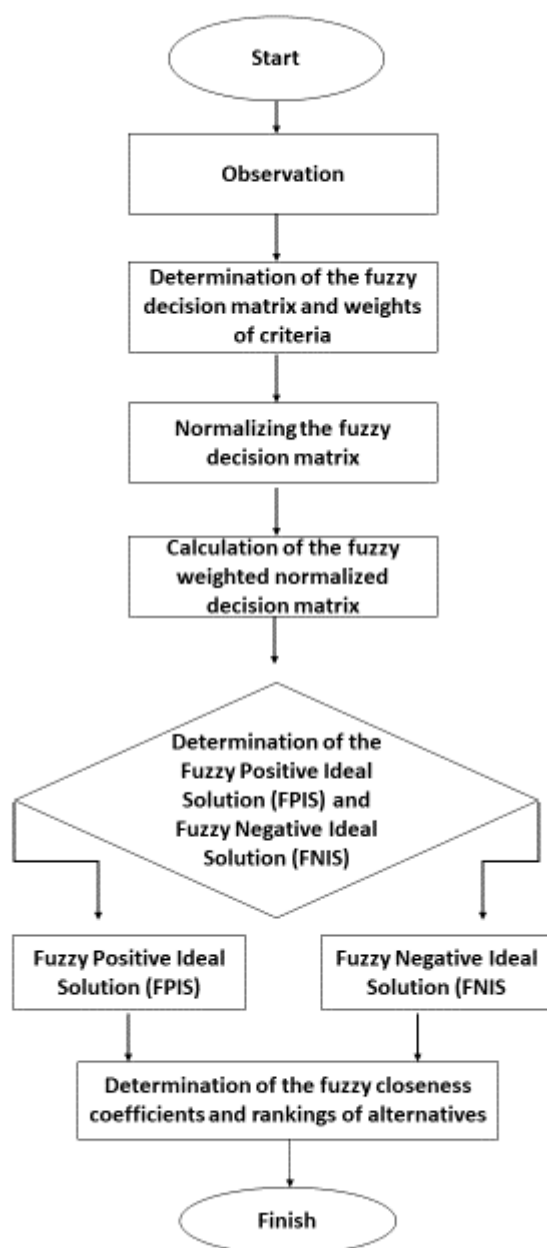 Start
Observation
Determination of the fuzzy
decision matrix and weights
of criteria
Normalizing the fuzzy
decision matrix
Calculation of the fuzzy
weighted normalized
decision matrix
Determination of the
Fuzzy Positive Ideal
Solution (FPIS) and
Fuzzy Negative Ideal
Solution (FNIS)
Fuzzy Positive Ideal
Solution (FPIS)
Fuzzy Negative Ideal
Solution (FNIS
Determination of the fuzzy closeness
coefficients and rankings of alternatives
Finish